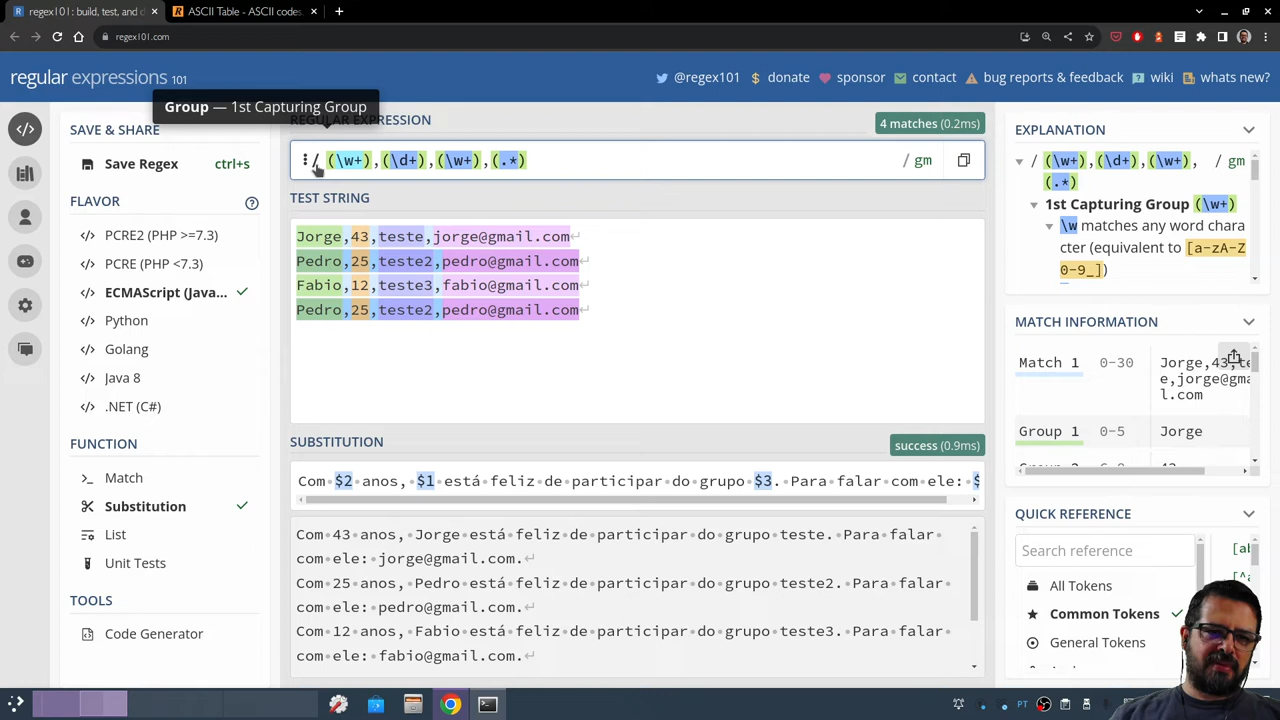 regex101: build, test, and d
ASCII Table - ASCII codes,
regex101.com
regular expressions 101
@regex101
donate
sponsor
contact
bug reports & feedback
wiki
whats new?
Group — 1st Capturing Group
SAVE & SHARE
Save Regex
ctrl+s
FLAVOR
PCRE2 (PHP >=7.3)
PCRE (PHP <7.3)
ECMAScript (Java...
Python
Golang
Java 8
.NET (C#)
FUNCTION
Match
Substitution
List
Unit Tests
TOOLS
Code Generator
REGULAR EXPRESSION
4 matches (0.2ms)
/ (\w+),(\d+),(\w+),(.*)
/ gm
TEST STRING
Jorge,43,teste,jorge@gmail.com
Pedro,25,teste2,pedro@gmail.com
Fabio,12,teste3,fabio@gmail.com
Pedro,25,teste2,pedro@gmail.com
SUBSTITUTION
success (0.9ms)
Com $2 anos, $1 está feliz de participar do grupo $3. Para falar com ele: $
Com 43 anos, Jorge está feliz de participar do grupo teste. Para falar
com ele: jorge@gmail.com.
Com 25 anos, Pedro está feliz de participar do grupo teste2. Para falar
com ele: pedro@gmail.com.
Com 12 anos, Fabio está feliz de participar do grupo teste3. Para falar
com ele: fabio@gmail.com.
EXPLANATION
/ (\w+),(\d+),(\w+), / gm
(.*)
1st Capturing Group (\w+)
\w matches any word chara
cter (equivalent to [a-zA-Z
0-9_])
MATCH INFORMATION
Match 1
0-30
Jorge,43,te
e,jorge@gma
l.com
Group 1
0-5
Jorge
QUICK REFERENCE
Search reference
[ab
[^a
All Tokens
Common Tokens
General Tokens
PT